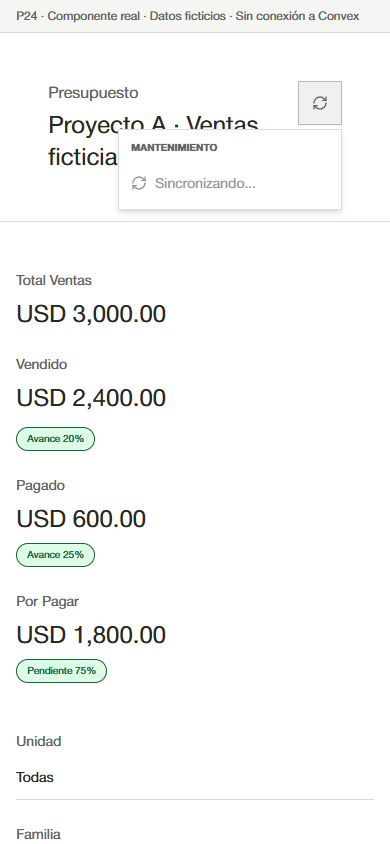 P24 · Componente real · Datos ficticios · Sin conexión a Convex
Presupuesto
Proyecto A · Ventas
ficticia
MANTENIMIENTO
Sincronizando...
Total Ventas
USD 3,000.00
Vendido
USD 2,400.00
Avance 20%
Pagado
USD 600.00
Avance 25%
Por Pagar
USD 1,800.00
Pendiente 75%
Unidad
Todas
Familia